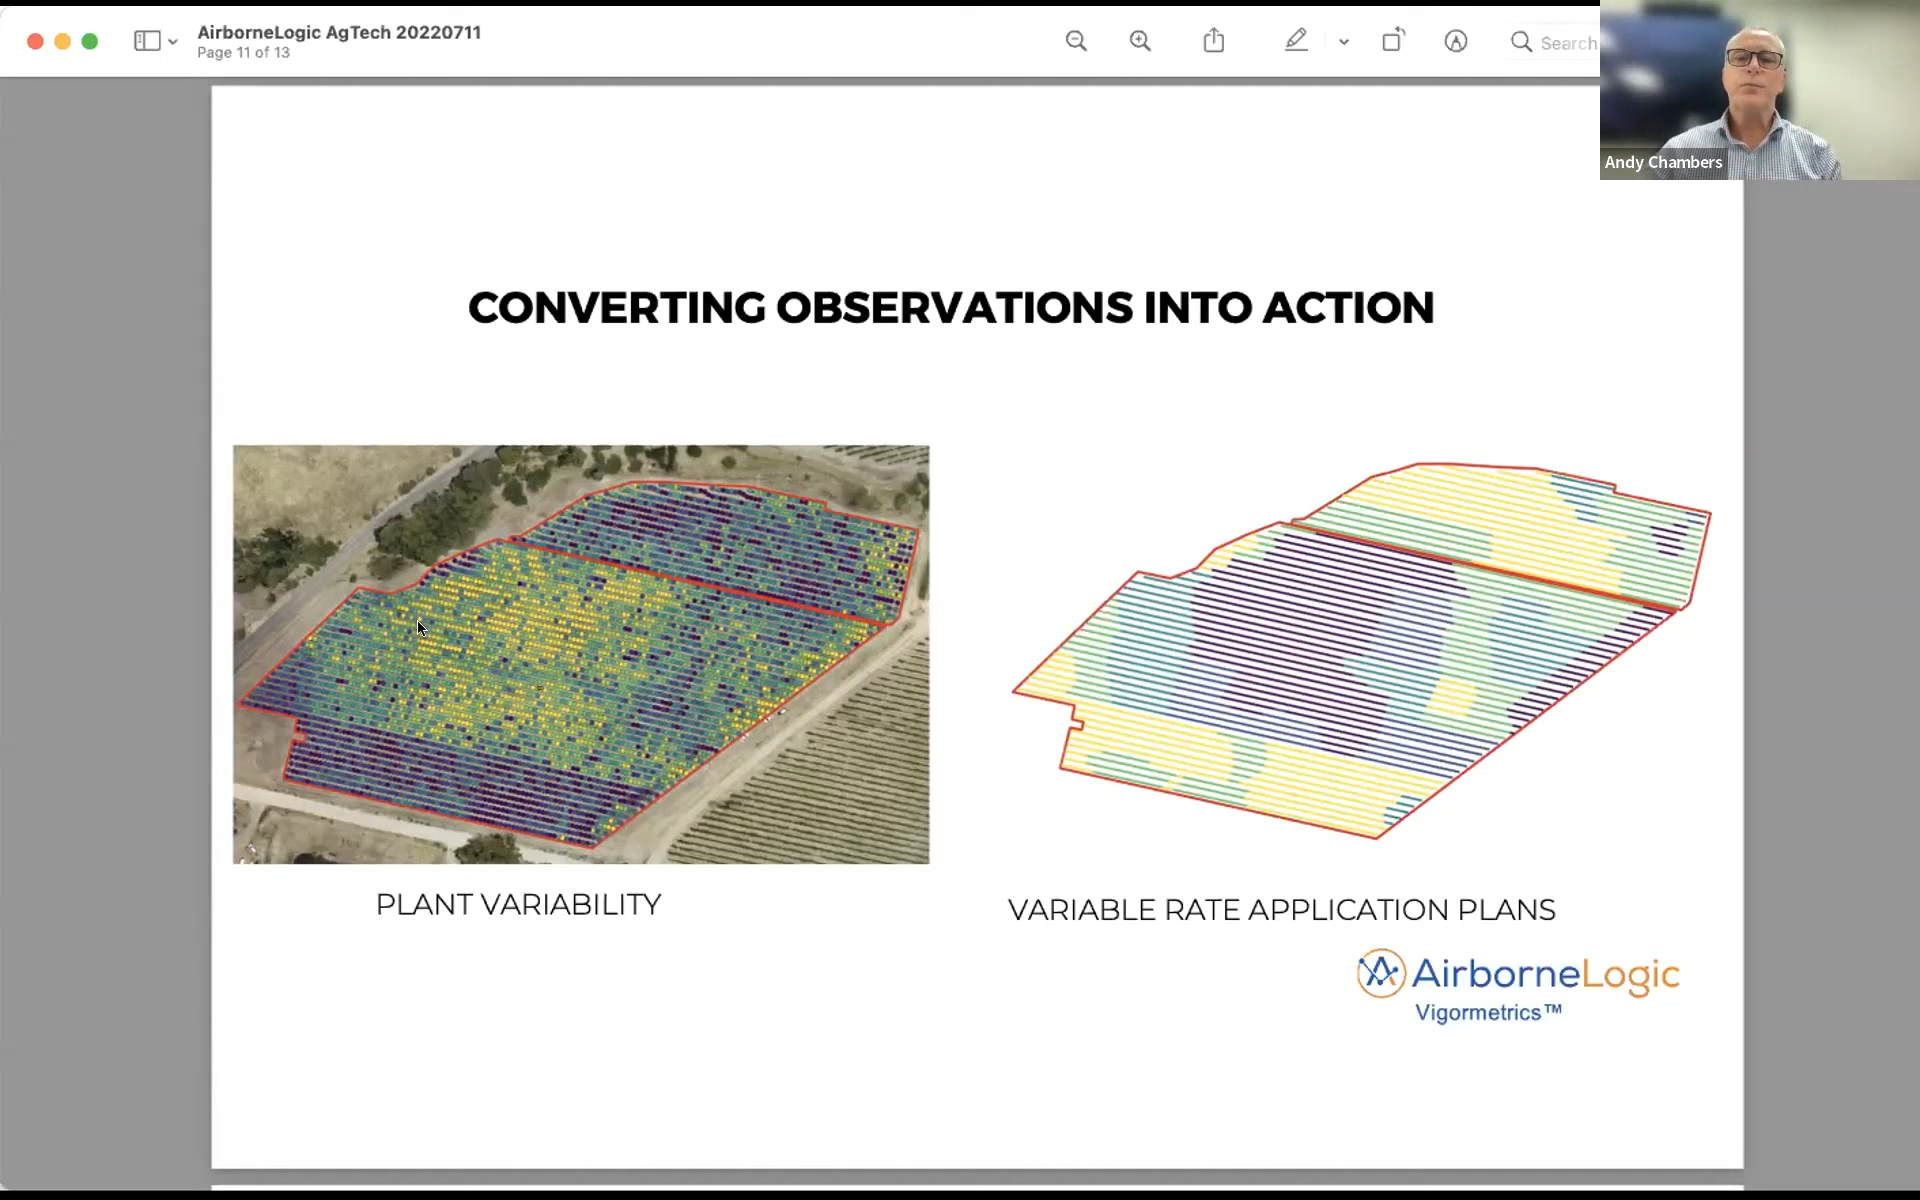 AirborneLogic AgTech 20220711
Page 11 of 13
Search
Andy Chambers
CONVERTING OBSERVATIONS INTO ACTION
PLANT VARIABILITY
VARIABLE RATE APPLICATION PLANS
AirborneLogic
Vigormetrics™